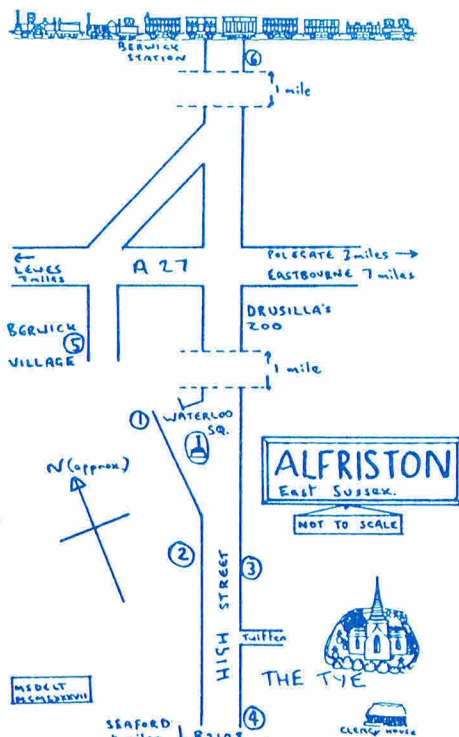 BERWICK
STATION
6
1 mile
←
LEWES
7 miles
A 27
POLEGATE 3 miles →
EASTBOURNE 7 miles
BERWICK
5
VILLAGE
DRUSILLA'S
ZOO
1 mile
1
WATERLOO
SQ.
N (approx.)
ALFRISTON
East Sussex.
NOT TO SCALE
2
3
HIGH STREET
Twitten
THE TYE
4
CLERGY HOUSE
SEAFORD